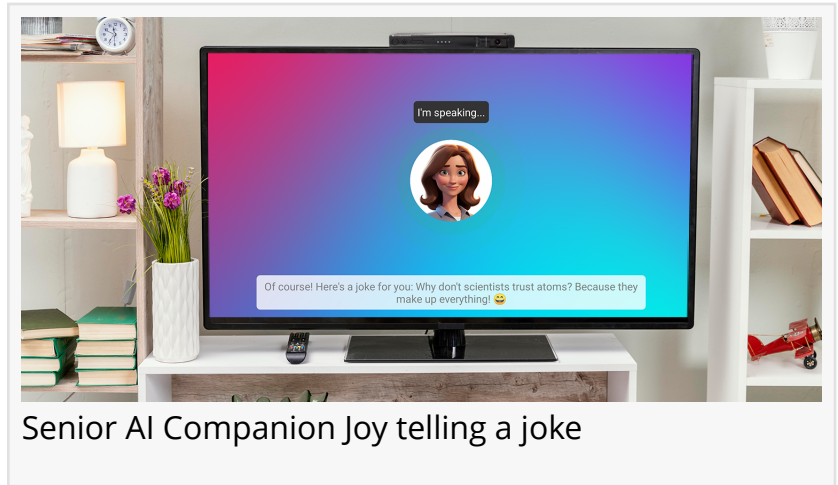 I'm speaking...
Of course! Here's a joke for you: Why don't scientists trust atoms? Because they
make up everything! 😄
Senior AI Companion Joy telling a joke